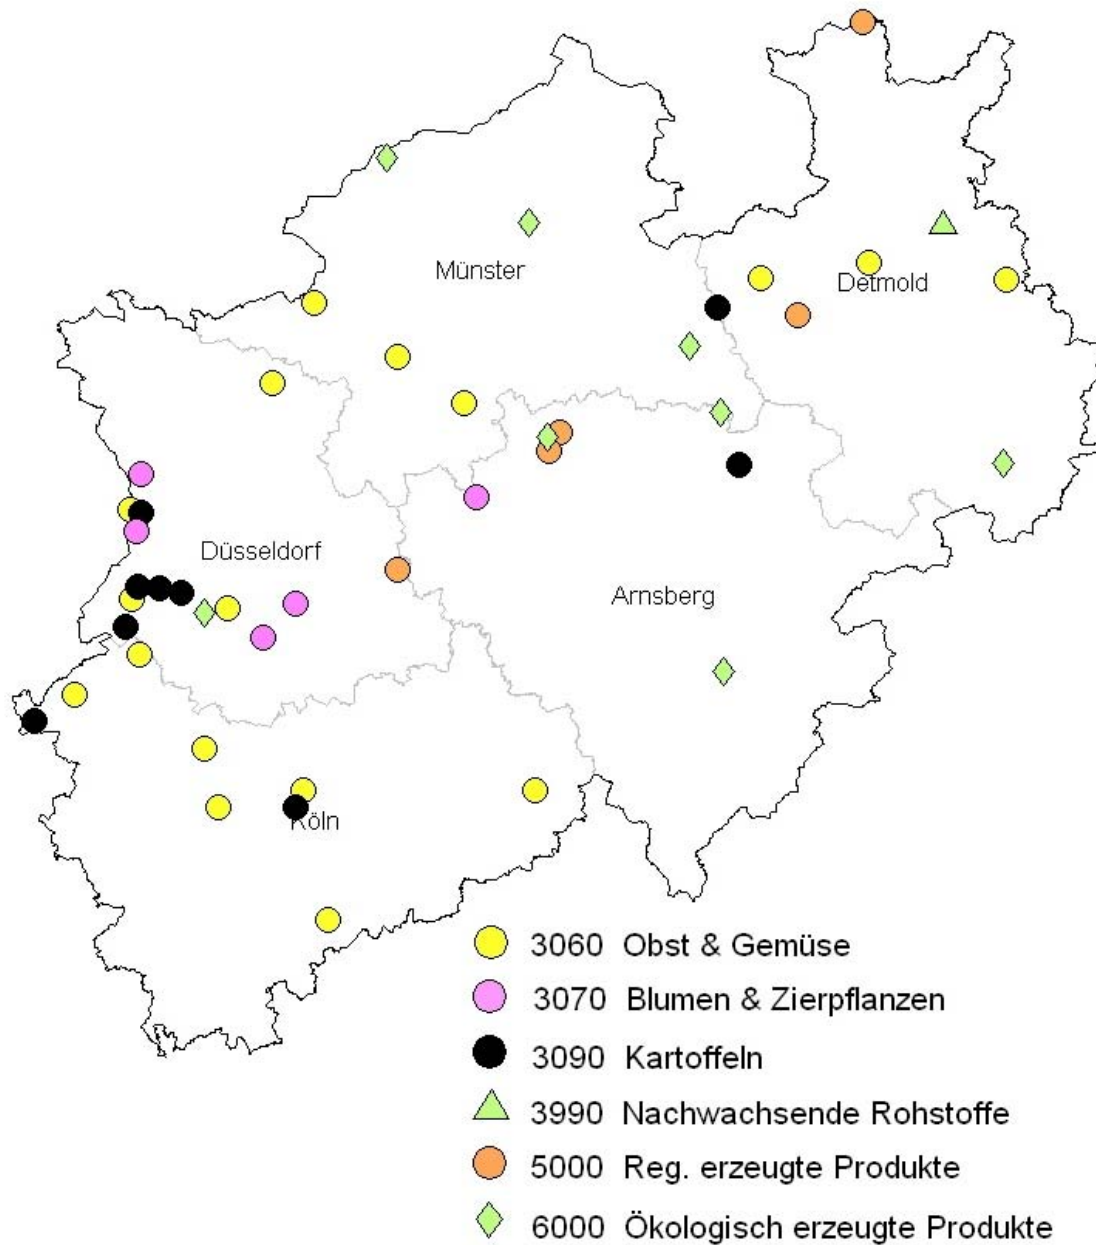 Münster
Detmold
Düsseldorf
Arnsberg
Köln
3060 Obst & Gemüse
3070 Blumen & Zierpflanzen
3090 Kartoffeln
3990 Nachwachsende Rohstoffe
5000 Reg. erzeugte Produkte
6000 Ökologisch erzeugte Produkte